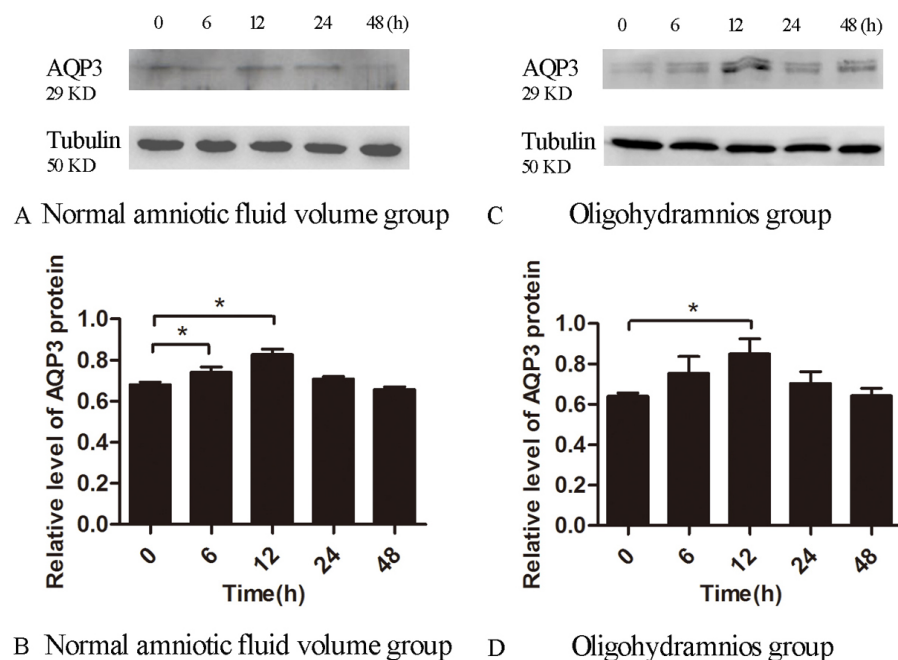 0 6 12 24 48 (h)
AQP3
29 KD
Tubulin
50 KD
A Normal amniotic fluid volume group
0 6 12 24 48 (h)
AQP3
29 KD
Tubulin
50 KD
C Oligohydramnios group
Relative level of AQP3 protein
1.0
0.8
0.6
0.4
0.2
0.0
*
*
0 6 12 24 48
Time(h)
B Normal amniotic fluid volume group
Relative level of AQP3 protein
1.0
0.8
0.6
0.4
0.2
0.0
*
0 6 12 24 48
Time(h)
D Oligohydramnios group